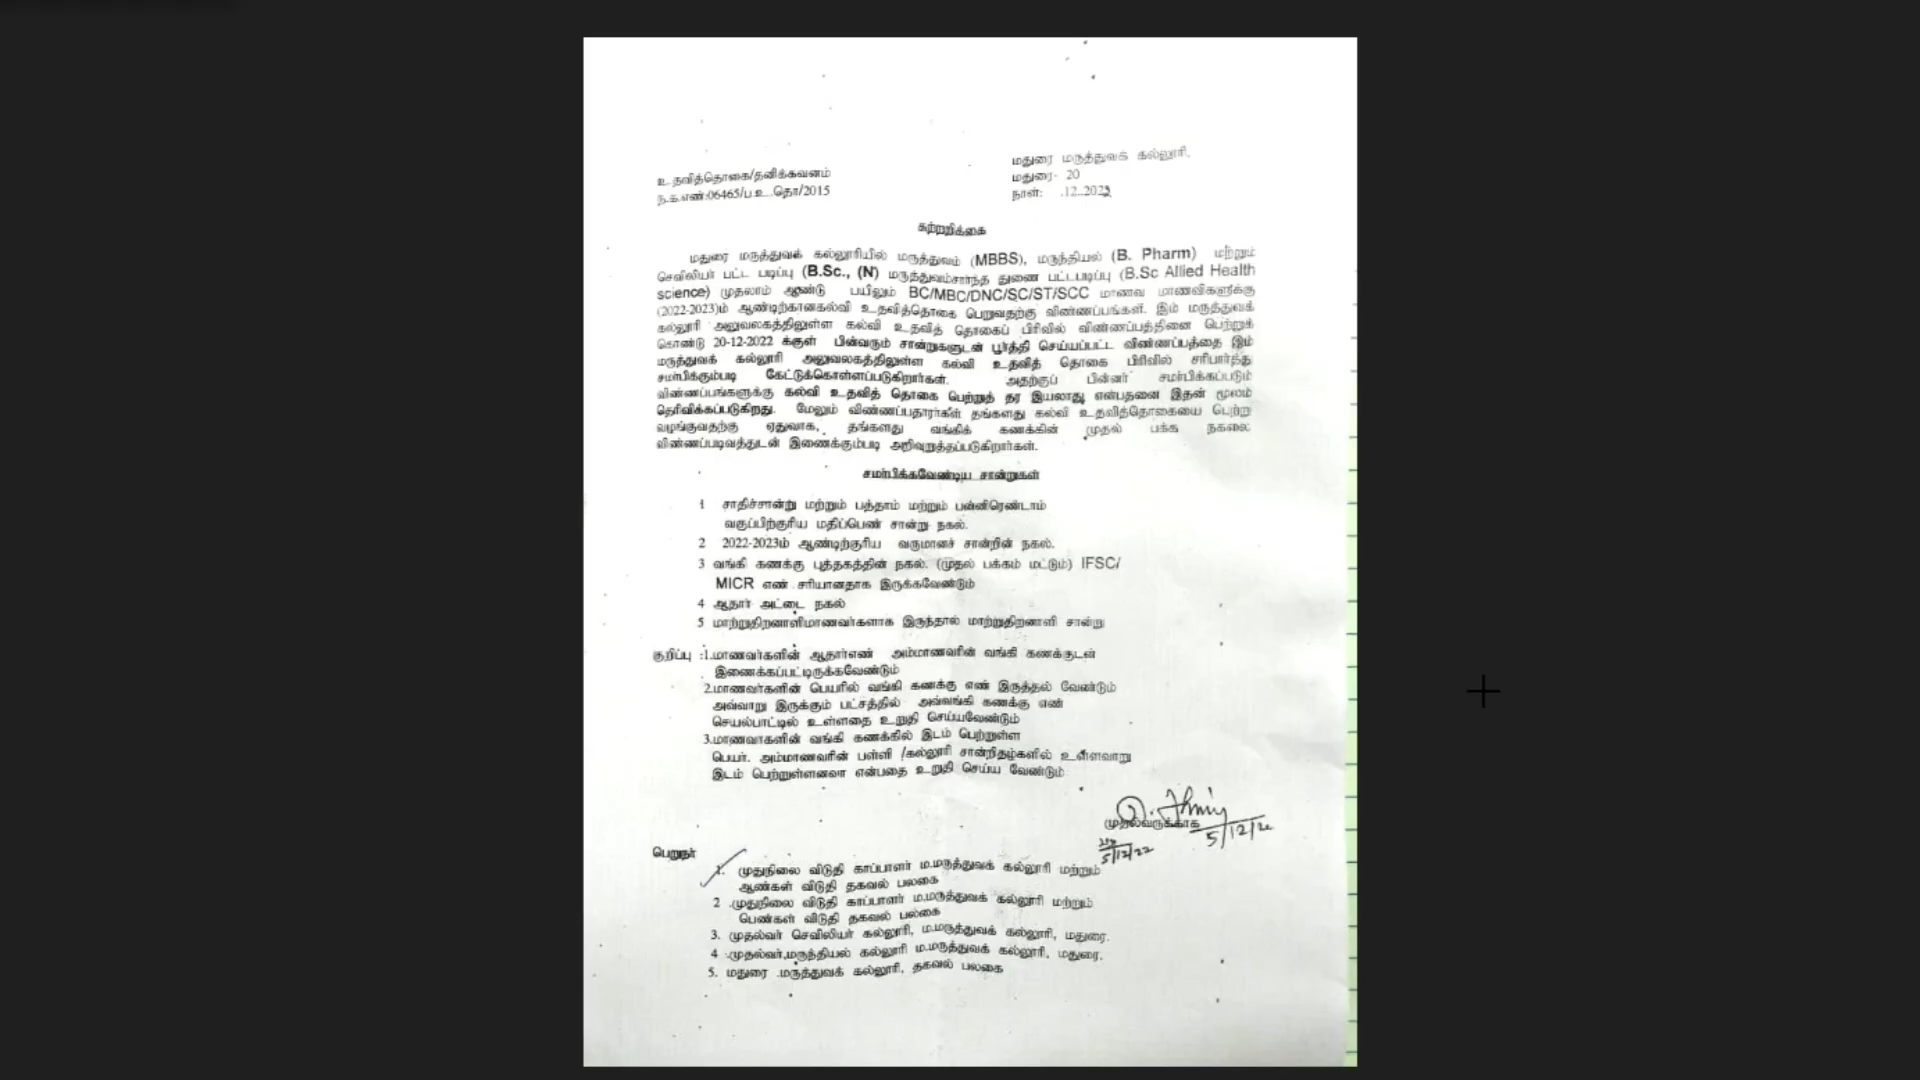 மதுரை மருத்துவக் கல்லூரி,
மதுரை- 20
நாள்: .12..2022
உதவித்தொகை/தனிக்கவனம்
ந.க.எண்:06465/ப.உ.தொ/2015
சுற்றறிக்கை
மதுரை மருத்துவக் கல்லூரியில் மருத்துவம் (MBBS), மருந்தியல் (B. Pharm) மற்றும்
செவிலியர் பட்ட படிப்பு (B.Sc., (N) மருத்துவம்சார்ந்த துணை பட்டபடிப்பு (B.Sc Allied Health
science) முதலாம் ஆண்டு பயிலும் BC/MBC/DNC/SC/ST/SCC மாணவ மாணவிகளுக்கு
(2022-2023)ம் ஆண்டிற்கானகல்வி உதவித்தொகை பெறுவதற்கு விண்ணப்பங்கள். இம் மருத்துவக்
கல்லூரி அலுவலகத்திலுள்ள கல்வி உதவித் தொகைப் பிரிவில் விண்ணப்பத்தினை பெற்றுக்
கொண்டு 20-12-2022 க்குள் பின்வரும் சான்றுகளுடன் பூர்த்தி செய்யப்பட்ட விண்ணப்பத்தை இம்
மருத்துவக் கல்லூரி அலுவலகத்திலுள்ள கல்வி உதவித் தொகை பிரிவில் சரிபார்த்து
சமர்பிக்கும்படி கேட்டுக்கொள்ளப்படுகிறார்கள். அதற்குப் பின்னர் சமர்பிக்கப்படும்
விண்ணப்பங்களுக்கு கல்வி உதவித் தொகை பெற்றுத் தர இயலாது என்பதனை இதன் மூலம்
தெரிவிக்கப்படுகிறது. மேலும் விண்ணப்பதாரர்கள் தங்களது கல்வி உதவித்தொகையை பெற்று
வழங்குவதற்கு ஏதுவாக, தங்களது வங்கிக் கணக்கின் முதல் பக்க நகலை
விண்ணப்படிவத்துடன் இணைக்கும்படி அறிவுறுத்தப்படுகிறார்கள்.
சமர்பிக்கவேண்டிய சான்றுகள்
1 சாதிச்சான்று மற்றும் பத்தாம் மற்றும் பன்னிரெண்டாம்
வகுப்பிற்குரிய மதிப்பெண் சான்று நகல்.
2 2022-2023ம் ஆண்டிற்குரிய வருமானச் சான்றின் நகல்.
3 வங்கி கணக்கு புத்தகத்தின் நகல். (முதல் பக்கம் மட்டும்) IFSC/
MICR எண் சரியானதாக இருக்கவேண்டும்
4 ஆதார் அட்டை நகல்
5 மாற்றுதிறனாளிமாணவர்களாக இருந்தால் மாற்றுதிறனாளி சான்று
குறிப்பு :1.மாணவர்களின் ஆதார்எண் அம்மாணவரின் வங்கி கணக்குடன்
இணைக்கப்பட்டிருக்கவேண்டும்
2.மாணவர்களின் பெயரில் வங்கி கணக்கு எண் இருத்தல் வேண்டும்
அவ்வாறு இருக்கும் பட்சத்தில் அவ்வங்கி கணக்கு எண்
செயல்பாட்டில் உள்ளதை உறுதி செய்யவேண்டும்
3.மாணவர்களின் வங்கி கணக்கில் இடம் பெற்றுள்ள
பெயர். அம்மாணவரின் பள்ளி /கல்லூரி சான்றிதழ்களில் உள்ளவாறு
இடம் பெற்றுள்ளனவா என்பதை உறுதி செய்ய வேண்டும்
முதல்வருக்காக
5/12/22
5/12/22
பெறுநர்
1. முதுநிலை விடுதி காப்பாளர் ம.மருத்துவக் கல்லூரி மற்றும்
ஆண்கள் விடுதி தகவல் பலகை
2 .முதுநிலை விடுதி காப்பாளர் ம.மருத்துவக் கல்லூரி மற்றும்
பெண்கள் விடுதி தகவல் பலகை
3. முதல்வர் செவிலியர் கல்லூரி, ம.மருத்துவக் கல்லூரி, மதுரை.
4 .முதல்வர்,மருந்தியல் கல்லூரி ம.மருத்துவக் கல்லூரி, மதுரை.
5. மதுரை .மருத்துவக் கல்லூரி, தகவல் பலகை